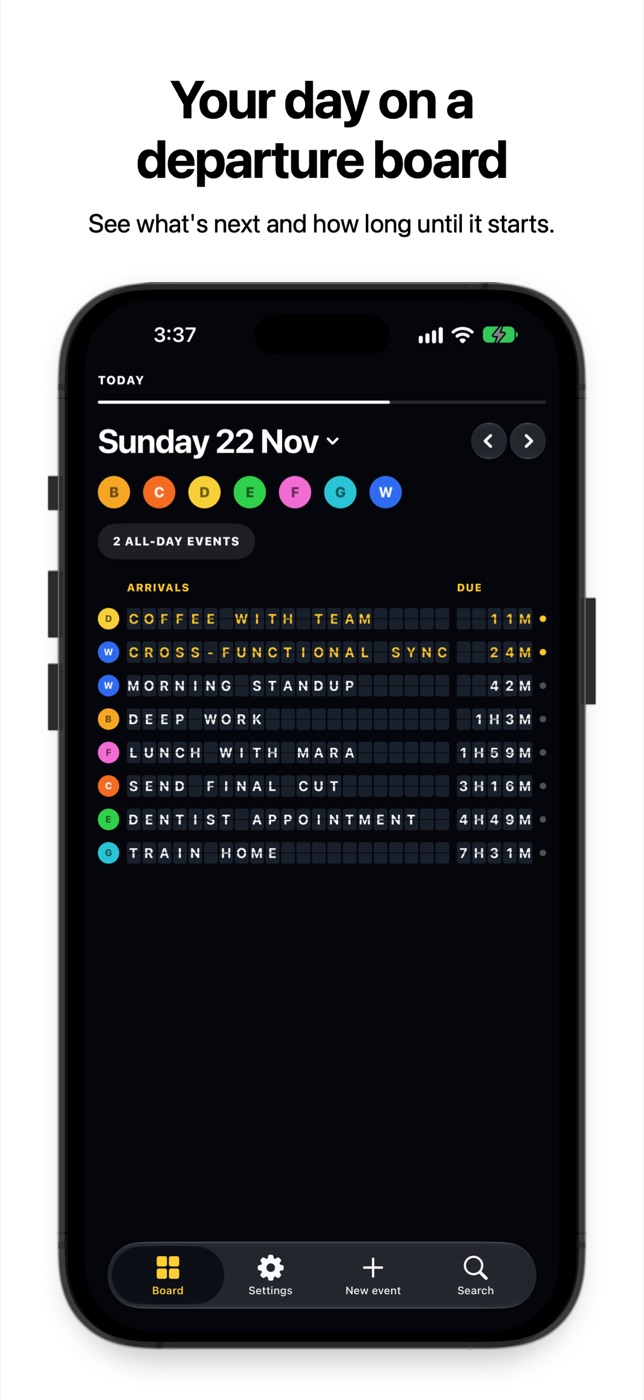 Your day on a
departure board
See what's next and how long until it starts.
3:37
TODAY
Sunday 22 Nov
B C D E F G W
2 ALL-DAY EVENTS
ARRIVALS DUE
D COFFEE WITH TEAM 11M
W CROSS-FUNCTIONAL SYNC 24M
W MORNING STANDUP 42M
B DEEP WORK 1H3M
F LUNCH WITH MARA 1H59M
C SEND FINAL CUT 3H16M
E DENTIST APPOINTMENT 4H49M
G TRAIN HOME 7H31M
Board Settings New event Search